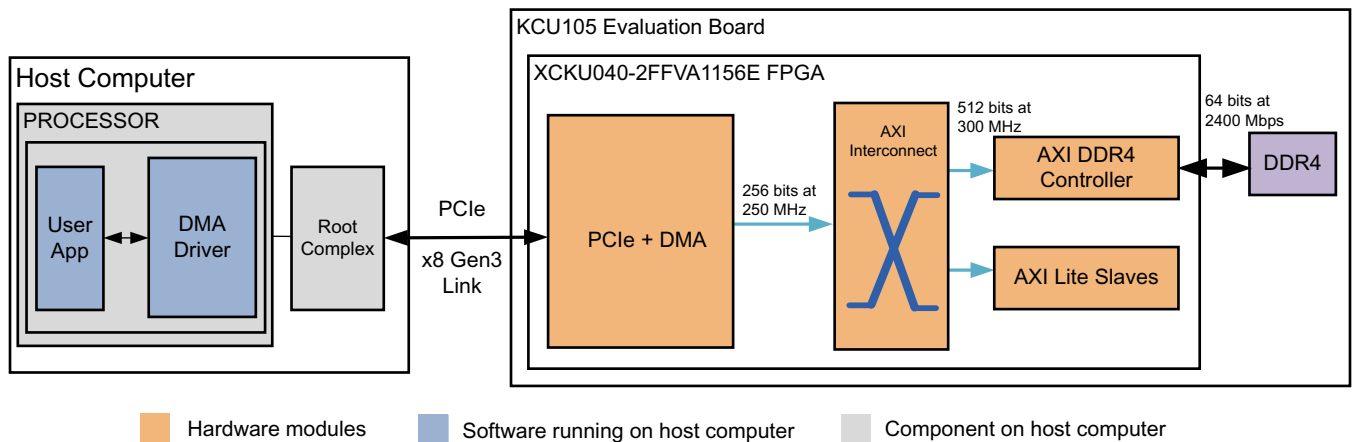 KCU105 Evaluation Board
XCKU040-2FFVA1156E FPGA
Host Computer
PROCESSOR
User
App
DMA
Driver
Root
Complex
PCIe
x8 Gen3
Link
PCIe + DMA
256 bits at
250 MHz
AXI
Interconnect
512 bits at
300 MHz
AXI DDR4
Controller
AXI Lite Slaves
64 bits at
2400 Mbps
DDR4
Hardware modules
Software running on host computer
Component on host computer